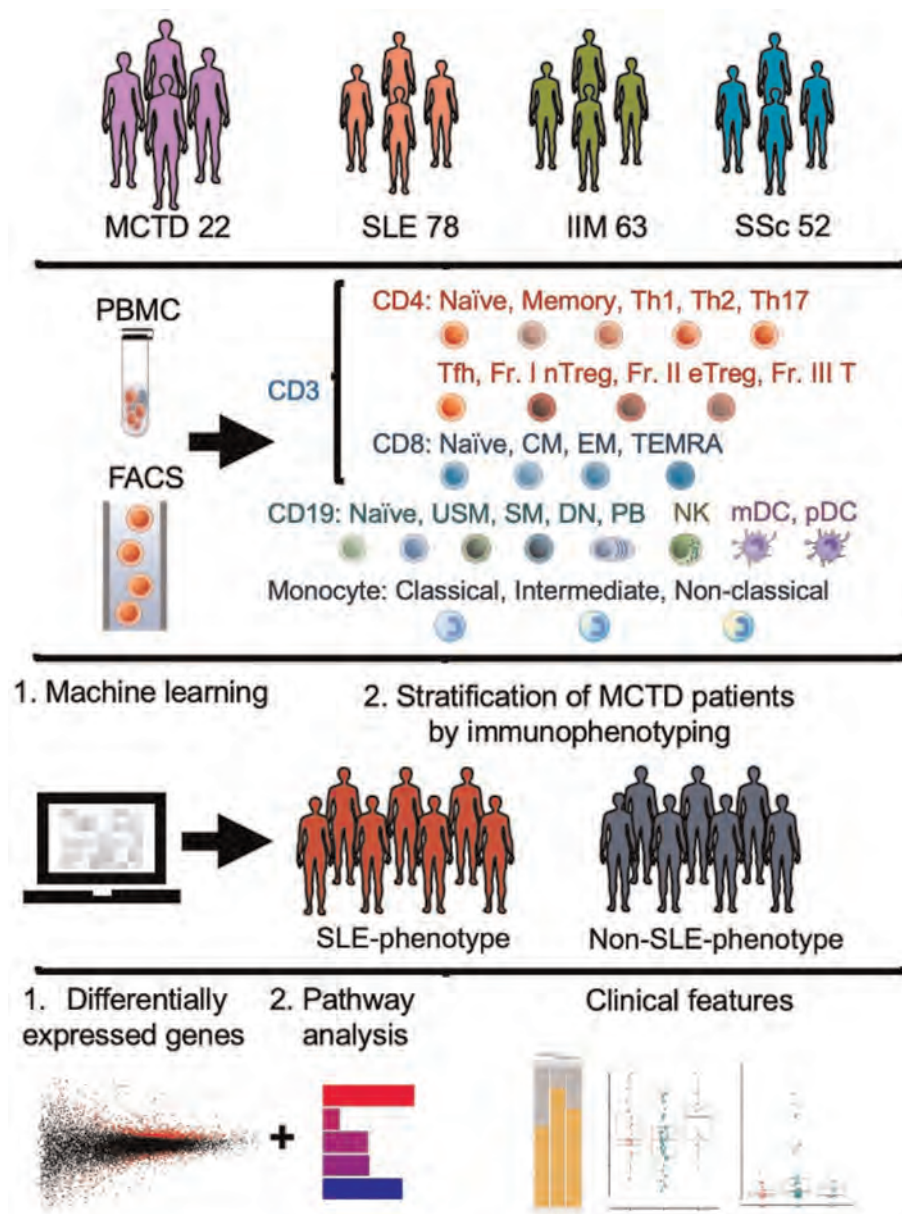 MCTD 22
SLE 78
IIM 63
SSc 52
PBMC
FACS
CD3
CD4: Naïve, Memory, Th1, Th2, Th17
Tfh, Fr. I nTreg, Fr. II eTreg, Fr. III T
CD8: Naïve, CM, EM, TEMRA
CD19: Naïve, USM, SM, DN, PB
NK
mDC, pDC
Monocyte: Classical, Intermediate, Non-classical
1. Machine learning
2. Stratification of MCTD patients
by immunophenotyping
SLE-phenotype
Non-SLE-phenotype
1. Differentially
expressed genes
2. Pathway
analysis
+
Clinical features